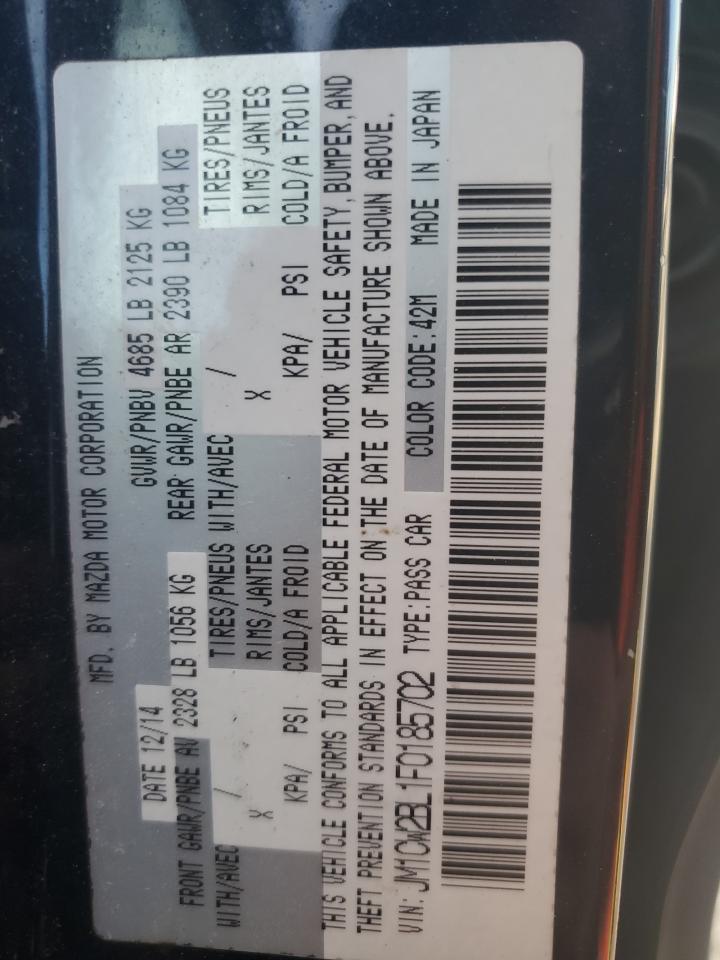 MFD. BY MAZDA MOTOR CORPORATION
DATE 12/14 GVWR/PNBV 4685 LB 2125 KG
FRONT GAWR/PNBE AV 2328 LB 1056 KG REAR GAWR/PNBE AR 2390 LB 1084 KG
WITH/AVEC / TIRES/PNEUS WITH/AVEC / TIRES/PNEUS
X RIMS/JANTES X RIMS/JANTES
KPA/ PSI COLD/A FROID KPA/ PSI COLD/A FROID
THIS VEHICLE CONFORMS TO ALL APPLICABLE FEDERAL MOTOR VEHICLE SAFETY, BUMPER, AND
THEFT PREVENTION STANDARDS IN EFFECT ON THE DATE OF MANUFACTURE SHOWN ABOVE.
VIN: JM1CW2BL1F0185702 TYPE:PASS CAR COLOR CODE:42M MADE IN JAPAN